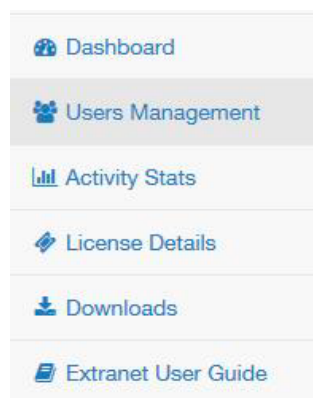 Dashboard
Users Management
Activity Stats
License Details
Downloads
Extranet User Guide